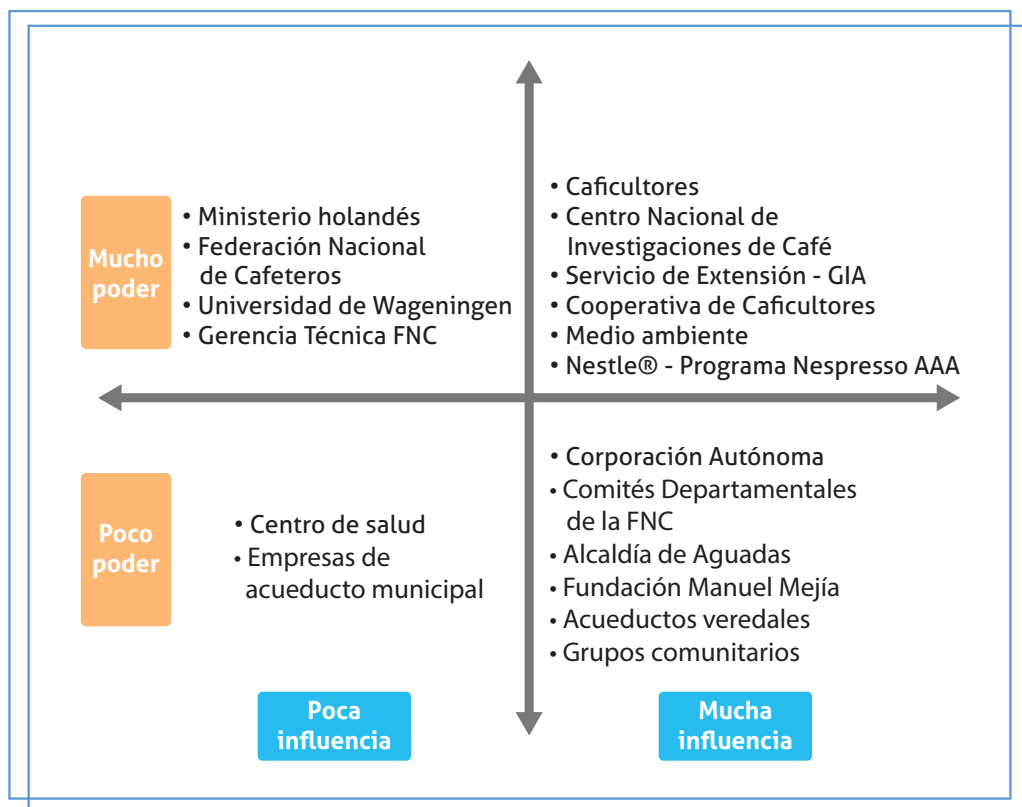 Mucho
poder
• Ministerio holandés
• Federación Nacional
de Cafeteros
• Universidad de Wageningen
• Gerencia Técnica FNC
• Caficultores
• Centro Nacional de
Investigaciones de Café
• Servicio de Extensión - GIA
• Cooperativa de Caficultores
• Medio ambiente
• Nestle® - Programa Nespresso AAA
Poco
poder
• Centro de salud
• Empresas de
acueducto municipal
• Corporación Autónoma
• Comités Departamentales
de la FNC
• Alcaldía de Aguadas
• Fundación Manuel Mejía
• Acueductos veredales
• Grupos comunitarios
Poca
influencia
Mucha
influencia